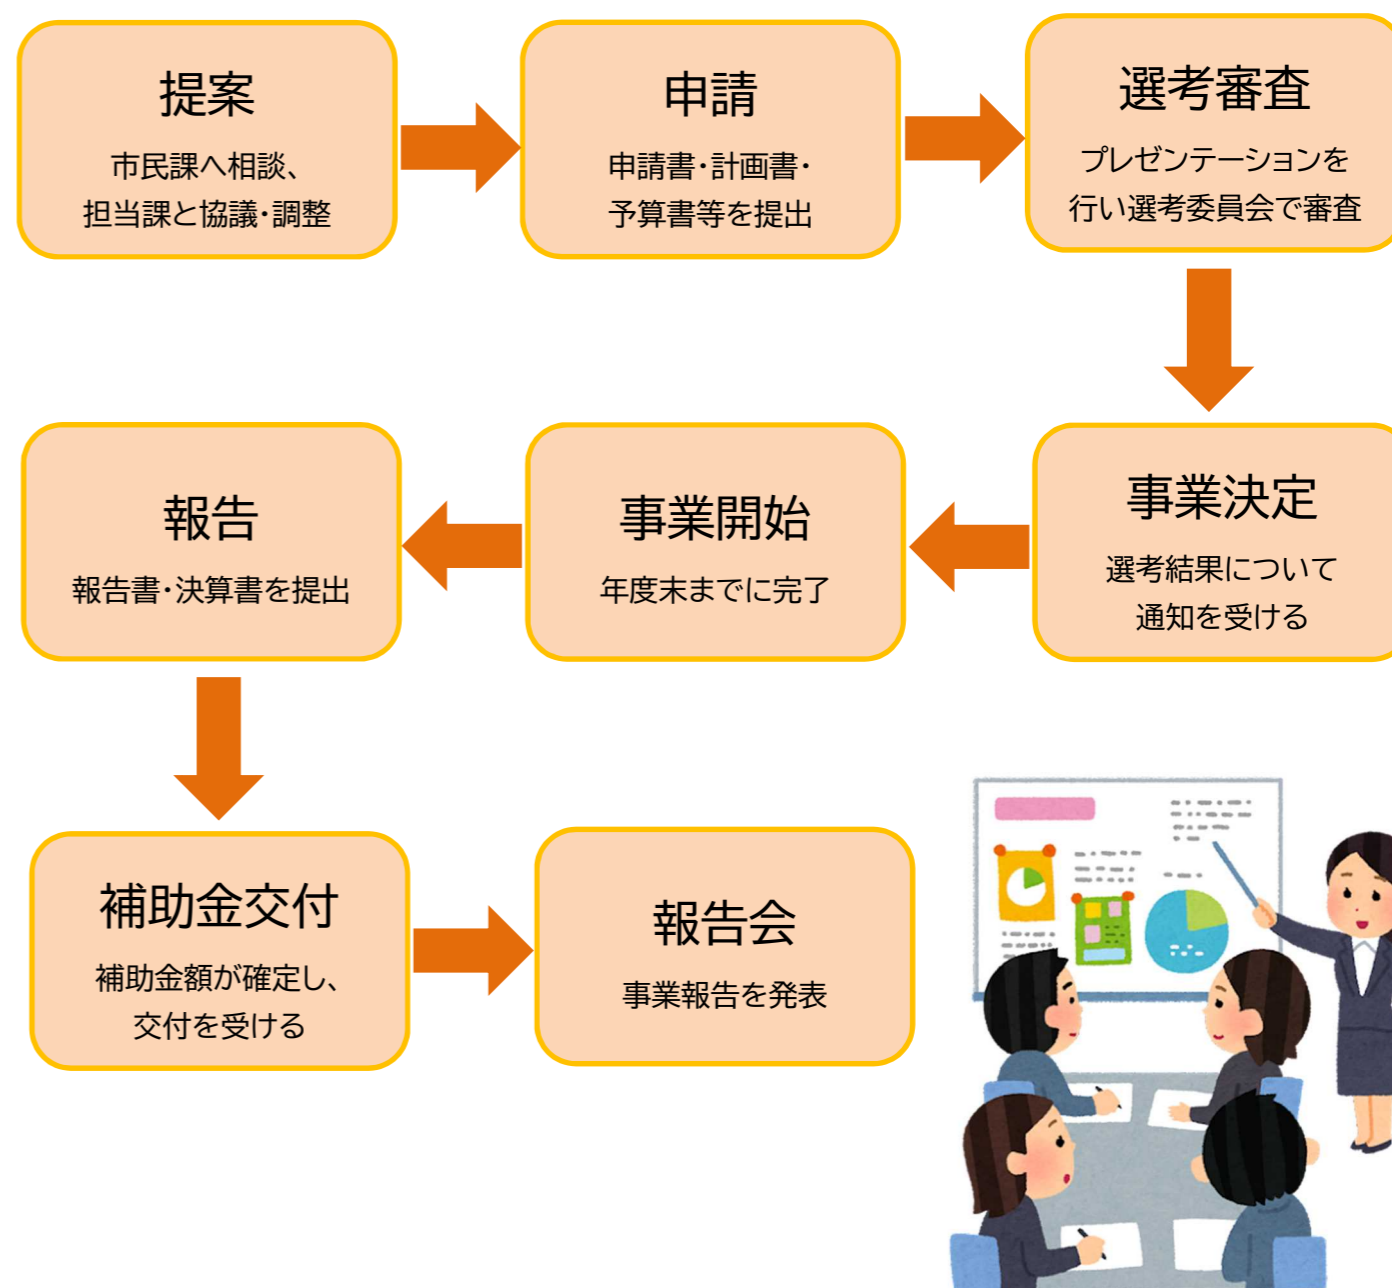 提案
市民課へ相談、
担当課と協議・調整
申請
申請書・計画書・
予算書等を提出
選考審査
プレゼンテーションを
行い選考委員会で審査
事業決定
選考結果について
通知を受ける
事業開始
年度末までに完了
報告
報告書・決算書を提出
補助金交付
補助金額が確定し、
交付を受ける
報告会
事業報告を発表